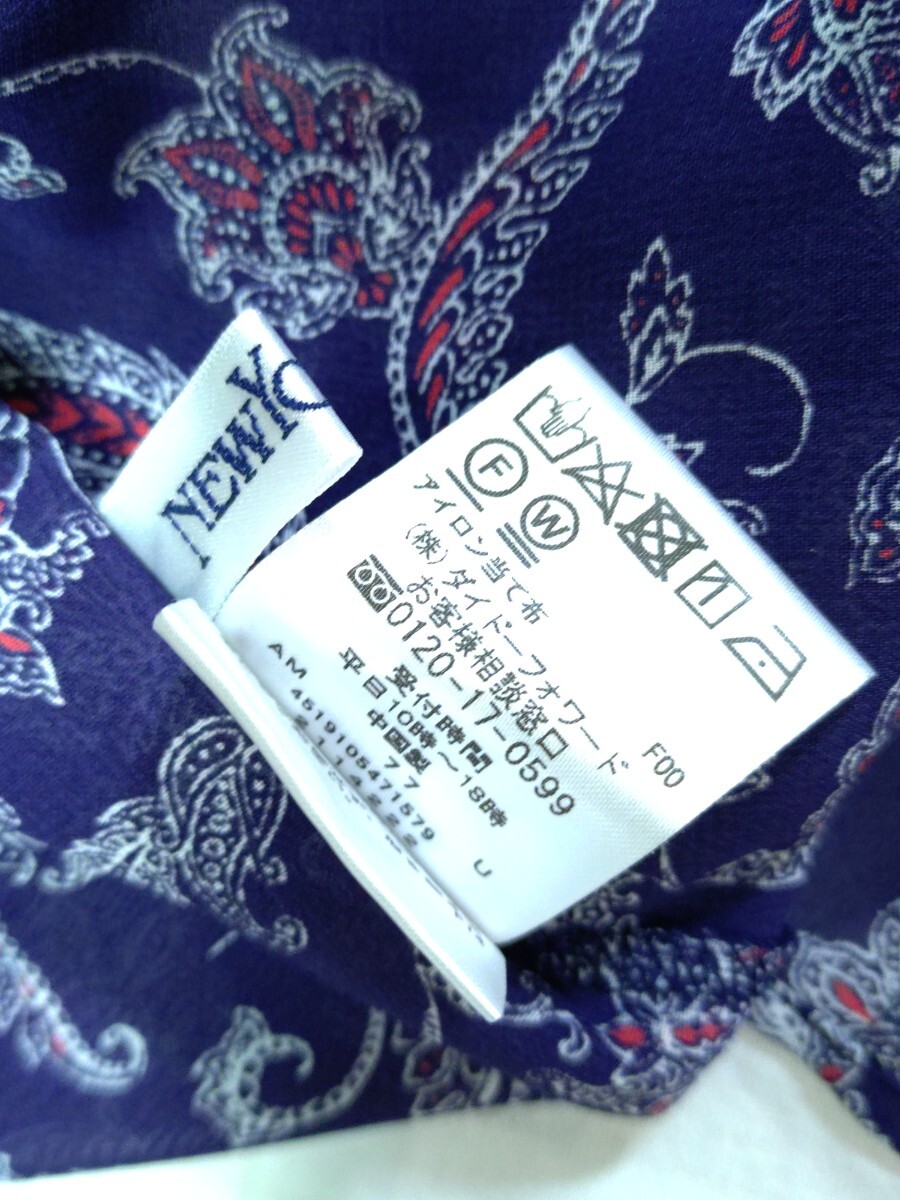 NEWYO
F
W
アイロン当て布
(株)ダイドーフォワード
お客様相談窓口
0120-17-0599
受付時間
平日10時~18時
中国製 77
AM 4519105471579
F00
U